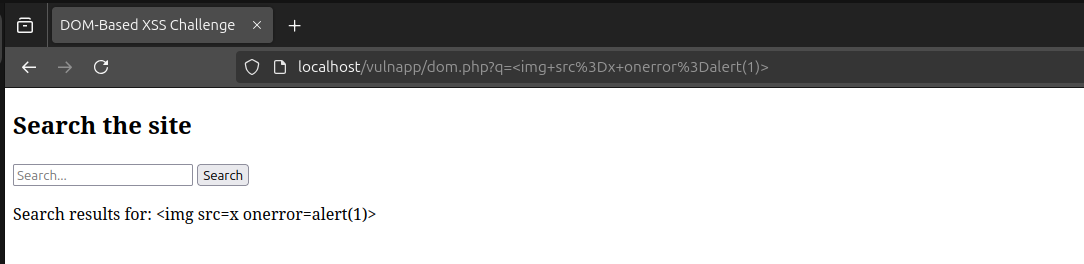 DOM-Based XSS Challenge
localhost/vulnapp/dom.php?q=<img+src%3Dx+onerror%3Dalert(1)>
Search the site
Search... Search
Search results for: <img src=x onerror=alert(1)>